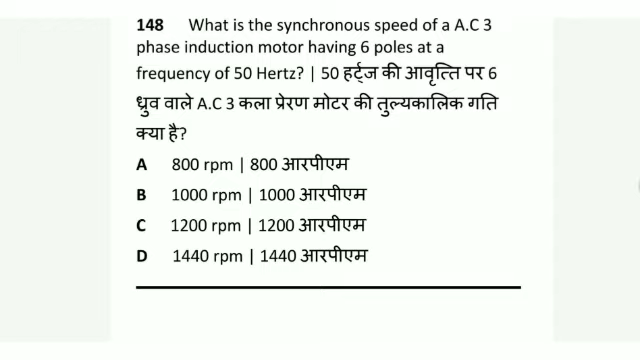 148 What is the synchronous speed of a A.C 3
phase induction motor having 6 poles at a
frequency of 50 Hertz? | 50 हर्ट्ज की आवृत्ति पर 6
ध्रुव वाले A.C 3 कला प्रेरण मोटर की तुल्यकालिक गति
क्या है?
A 800 rpm | 800 आरपीएम
B 1000 rpm | 1000 आरपीएम
C 1200 rpm | 1200 आरपीएम
D 1440 rpm | 1440 आरपीएम